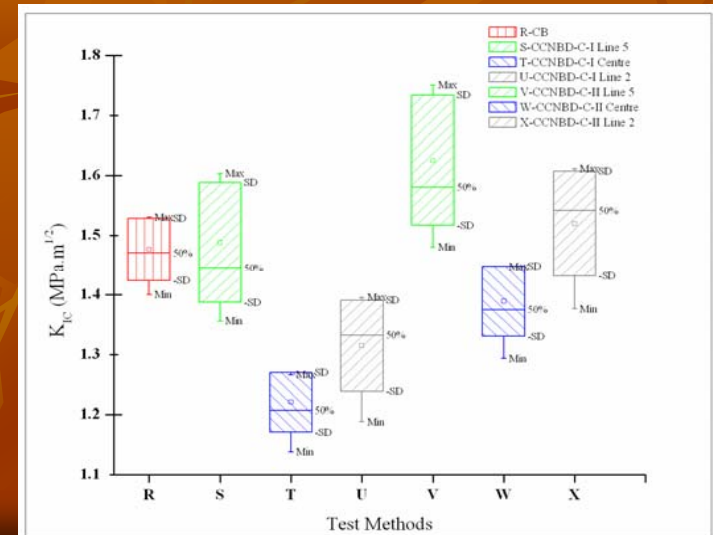 R-CB
S-CCNBD-C-I Line 5
T-CCNBD-C-I Centre
U-CCNBD-C-I Line 2
V-CCNBD-C-II Line 5
W-CCNBD-C-II Centre
X-CCNBD-C-II Line 2
1.8
1.7
1.6
1.5
1.4
1.3
1.2
1.1
K_IC (MPa.m^1/2)
Max SD
50%
-SD
Min
Max
SD
50%
-SD
Min
Max SD
50%
-SD
Min
Max SD
50%
-SD
Min
Max
SD
50%
-SD
Min
Max SD
50%
-SD
Min
Max SD
50%
-SD
Min
R S T U V W X
Test Methods